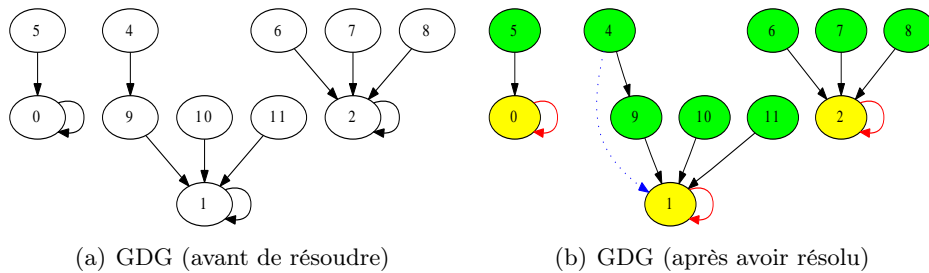 5 4 6 7 8 5 4 6 7 8
0 9 10 11 2 0 9 10 11 2
1 1
(a) GDG (avant de résoudre) (b) GDG (après avoir résolu)